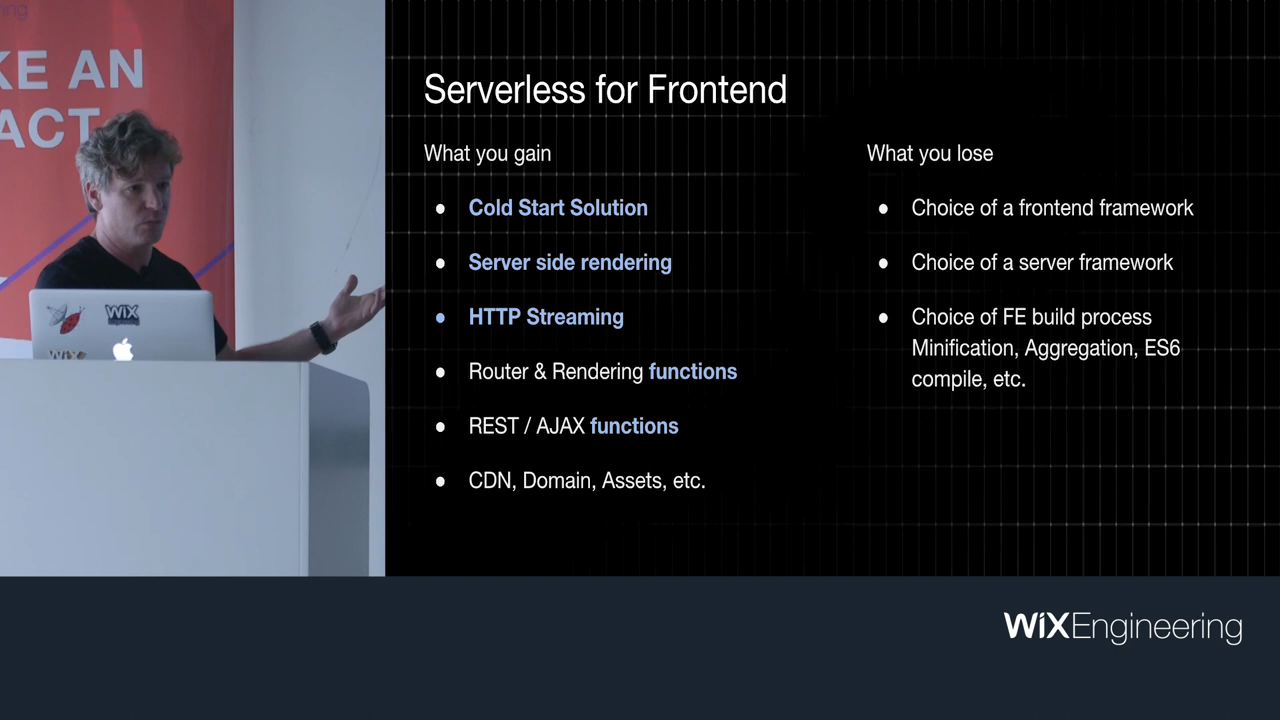 KE AN
ACT
WiX
Engineering
WiX
Serverless for Frontend
What you gain
● Cold Start Solution
● Server side rendering
● HTTP Streaming
● Router & Rendering functions
● REST / AJAX functions
● CDN, Domain, Assets, etc.
What you lose
● Choice of a frontend framework
● Choice of a server framework
● Choice of FE build process
Minification, Aggregation, ES6
compile, etc.
WiXEngineering